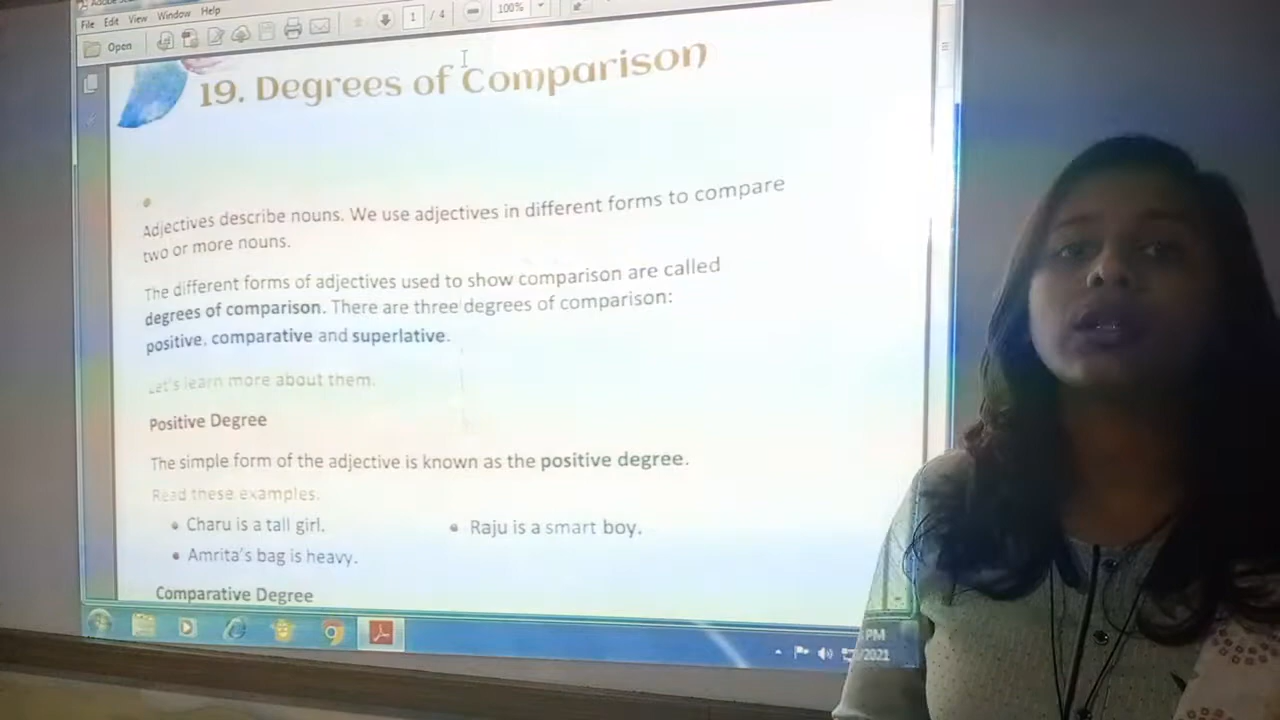 File Edit View Window Help
Open 1 / 4 100%
19. Degrees of Comparison
Adjectives describe nouns. We use adjectives in different forms to compare
two or more nouns.
The different forms of adjectives used to show comparison are called
degrees of comparison. There are three degrees of comparison:
positive, comparative and superlative.
Let's learn more about them.
Positive Degree
The simple form of the adjective is known as the positive degree.
Read these examples.
• Charu is a tall girl. • Raju is a smart boy.
• Amrita's bag is heavy.
Comparative Degree
PM
/2021